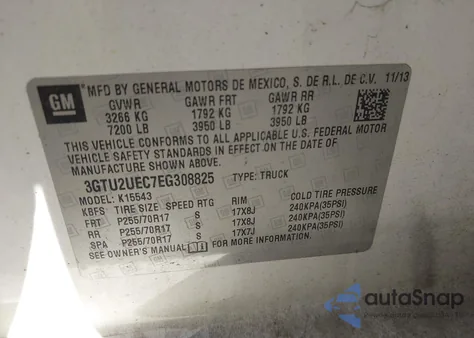 GM
MFD BY GENERAL MOTORS DE MEXICO, S. DE R.L. DE C.V. 11/13
GVWR GAWR FRT GAWR RR
3266 KG 1792 KG 1792 KG
7200 LB 3950 LB 3950 LB
THIS VEHICLE CONFORMS TO ALL APPLICABLE U.S. FEDERAL MOTOR
VEHICLE SAFETY STANDARDS IN EFFECT ON THE DATE OF
MANUFACTURE SHOWN ABOVE.
3GTU2UEC7EG308825 TYPE: TRUCK
MODEL: K15543
KBFS TIRE SIZE SPEED RTG RIM COLD TIRE PRESSURE
FRT P255/70R17 S 17X8J 240KPA(35PSI)
RR P255/70R17 S 17X8J 240KPA(35PSI)
SPA P255/70R17 S 17X7J 240KPA(35PSI)
SEE OWNER'S MANUAL
autoSnap